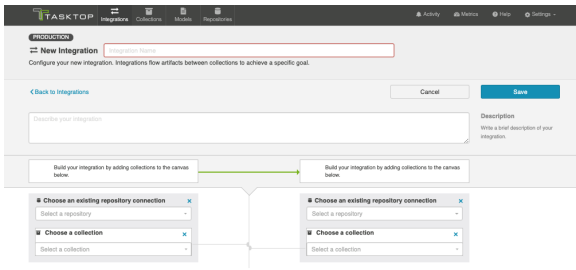 TASKTOP
Integrations
Collections
Models
Repositories
Activity
Metrics
Help
Settings
PRODUCTION
New Integration
Integration Name
Configure your new integration. Integrations flow artifacts between collections to achieve a specific goal.
Back to Integrations
Cancel
Save
Describe your integration
Description
Write a brief description of your
integration.
Build your integration by adding collections to the canvas
below.
Build your integration by adding collections to the canvas
below.
Choose an existing repository connection
Select a repository
Choose a collection
Select a collection
Choose an existing repository connection
Select a repository
Choose a collection
Select a collection